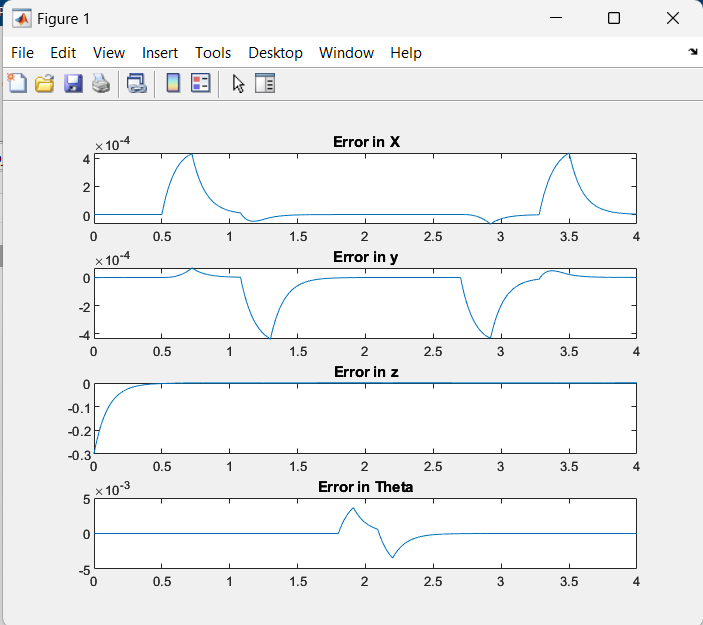 Figure 1
File Edit View Insert Tools Desktop Window Help
Error in X
×10-4
4
2
0
0 0.5 1 1.5 2 2.5 3 3.5 4
Error in y
×10-4
0
-2
-4
0 0.5 1 1.5 2 2.5 3 3.5 4
Error in z
0
-0.1
-0.2
-0.3
0 0.5 1 1.5 2 2.5 3 3.5 4
Error in Theta
×10-3
5
0
-5
0 0.5 1 1.5 2 2.5 3 3.5 4